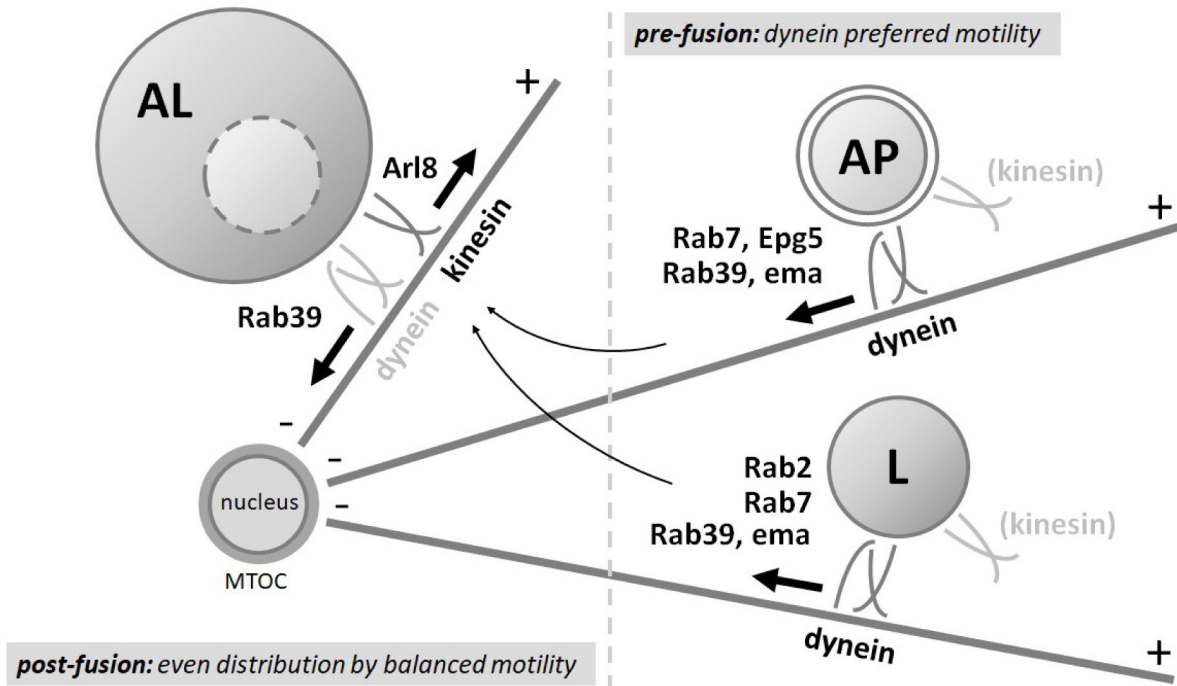 pre-fusion: dynein preferred motility
AL
+
Arl8
kinesin
Rab39
dynein
-
nucleus
MTOC
AP
(kinesin)
+
Rab7, Epg5
Rab39, ema
dynein
-
L
Rab2
Rab7
Rab39, ema
(kinesin)
dynein
-
+
post-fusion: even distribution by balanced motility